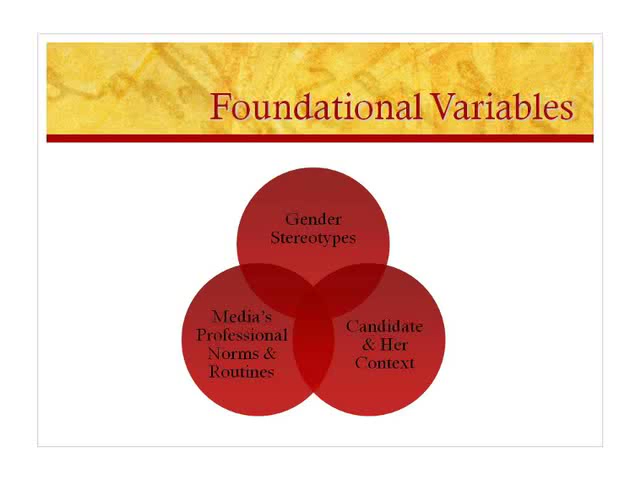 Foundational Variables
Gender
Stereotypes
Media's
Professional
Norms &
Routines
Candidate
& Her
Context